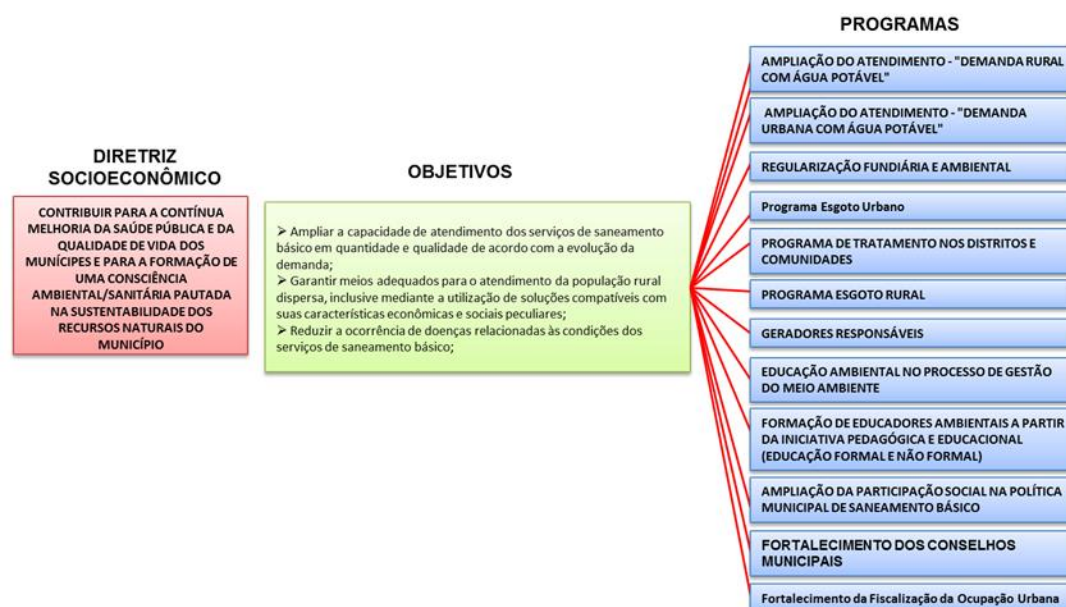 DIRETRIZ
SOCIOECONÔMICO
CONTRIBUIR PARA A CONTÍNUA
MELHORIA DA SAÚDE PÚBLICA E DA
QUALIDADE DE VIDA DOS
MUNÍCIPES E PARA A FORMAÇÃO DE
UMA CONSCIÊNCIA
AMBIENTAL/SANITÁRIA PAUTADA
NA SUSTENTABILIDADE DOS
RECURSOS NATURAIS DO
MUNICÍPIO
OBJETIVOS
➢ Ampliar a capacidade de atendimento dos serviços de saneamento
básico em quantidade e qualidade de acordo com a evolução da
demanda;
➢ Garantir meios adequados para o atendimento da população rural
dispersa, inclusive mediante a utilização de soluções compatíveis com
suas características econômicas e sociais peculiares;
➢ Reduzir a ocorrência de doenças relacionadas às condições dos
serviços de saneamento básico;
PROGRAMAS
AMPLIAÇÃO DO ATENDIMENTO - "DEMANDA RURAL
COM ÁGUA POTÁVEL"
AMPLIAÇÃO DO ATENDIMENTO - "DEMANDA
URBANA COM ÁGUA POTÁVEL"
REGULARIZAÇÃO FUNDIÁRIA E AMBIENTAL
Programa Esgoto Urbano
PROGRAMA DE TRATAMENTO NOS DISTRITOS E
COMUNIDADES
PROGRAMA ESGOTO RURAL
GERADORES RESPONSÁVEIS
EDUCAÇÃO AMBIENTAL NO PROCESSO DE GESTÃO
DO MEIO AMBIENTE
FORMAÇÃO DE EDUCADORES AMBIENTAIS A PARTIR
DA INICIATIVA PEDAGÓGICA E EDUCACIONAL
(EDUCAÇÃO FORMAL E NÃO FORMAL)
AMPLIAÇÃO DA PARTICIPAÇÃO SOCIAL NA POLÍTICA
MUNICIPAL DE SANEAMENTO BÁSICO
FORTALECIMENTO DOS CONSELHOS
MUNICIPAIS
Fortalecimento da Fiscalização da Ocupação Urbana